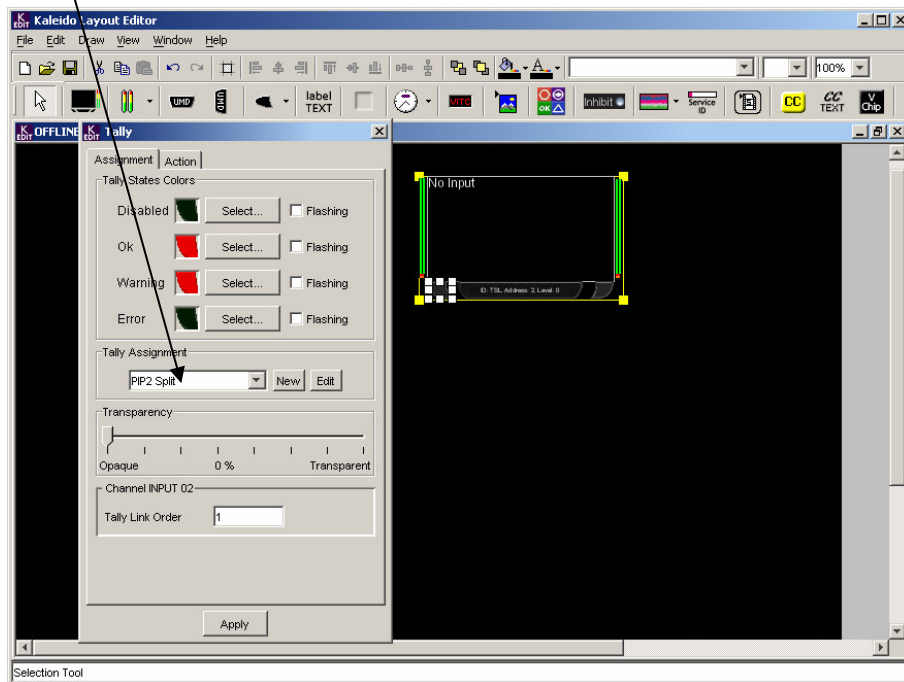 K EDIT Kaleido Layout Editor
File Edit Draw View Window Help
100%
UMD label TEXT VITC OK Inhibit Service ID CC CC TEXT V Chip
K EDIT OFFLINE K EDIT Tally
Assignment Action
Tally States Colors
Disabled Select... Flashing
Ok Select... Flashing
Warning Select... Flashing
Error Select... Flashing
Tally Assignment
PIP2 Split New Edit
Transparency
Opaque 0 % Transparent
Channel INPUT 02
Tally Link Order 1
Apply
No Input
ID: TSL, Address: 2, Level: 0
Selection Tool